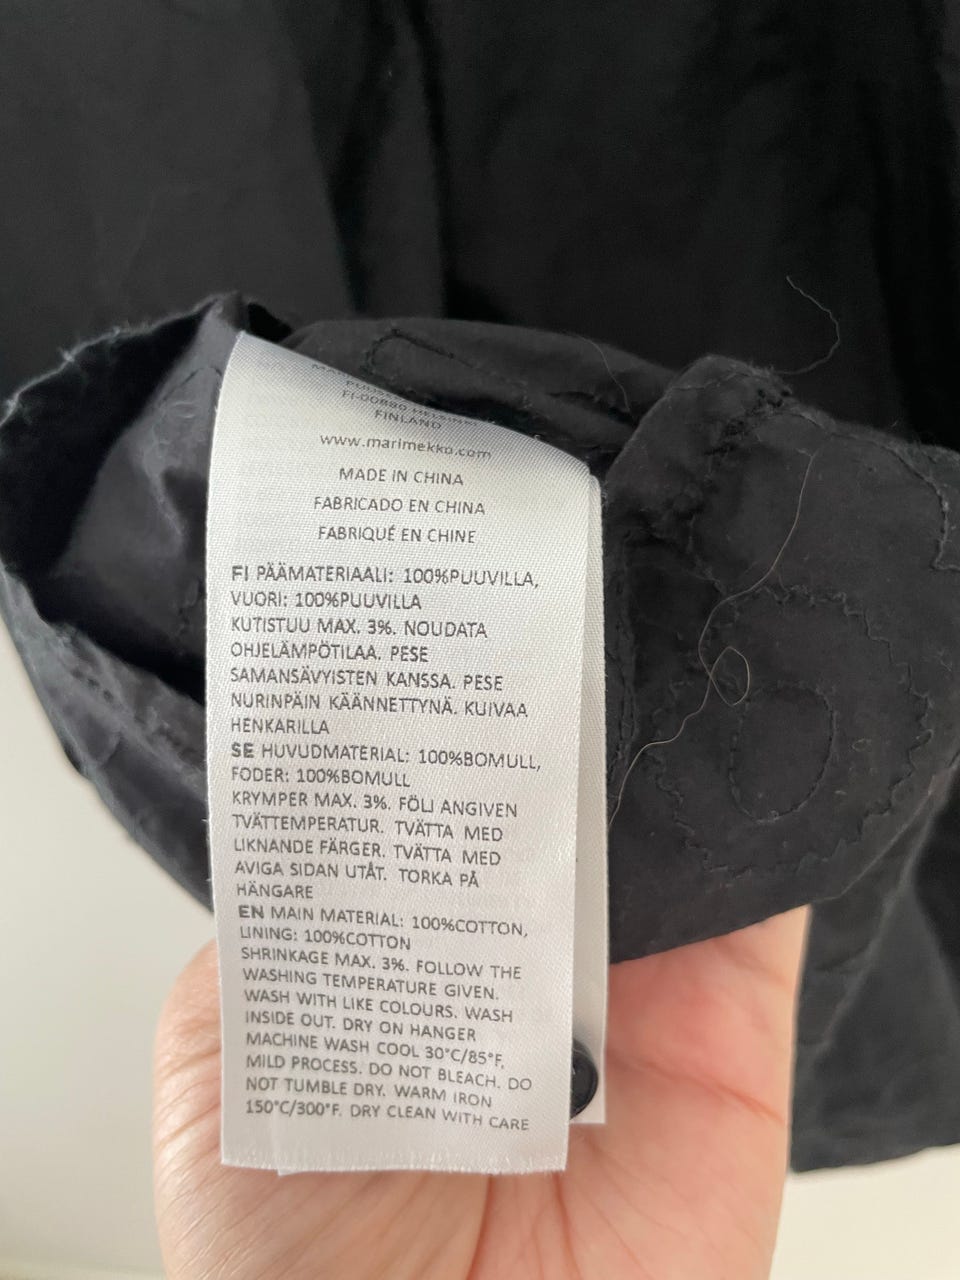 FI-00880 HELSINKI
FINLAND
www.marimekko.com
MADE IN CHINA
FABRICADO EN CHINA
FABRIQUÉ EN CHINE
FI PÄÄMATERIAALI: 100%PUUVILLA,
VUORI: 100%PUUVILLA
KUTISTUU MAX. 3%. NOUDATA
OHJELÄMPÖTILAA. PESE
SAMANSÄVYISTEN KANSSA. PESE
NURINPÄIN KÄÄNNETTYNÄ. KUIVAA
HENKARILLA
SE HUVUDMATERIAL: 100%BOMULL,
FODER: 100%BOMULL
KRYMPER MAX. 3%. FÖLJ ANGIVEN
TVÄTTEMPERATUR. TVÄTTA MED
LIKNANDE FÄRGER. TVÄTTA MED
AVIGA SIDAN UTÅT. TORKA PÅ
HÄNGARE
EN MAIN MATERIAL: 100%COTTON,
LINING: 100%COTTON
SHRINKAGE MAX. 3%. FOLLOW THE
WASHING TEMPERATURE GIVEN.
WASH WITH LIKE COLOURS. WASH
INSIDE OUT. DRY ON HANGER
MACHINE WASH COOL 30°C/85°F,
MILD PROCESS. DO NOT BLEACH. DO
NOT TUMBLE DRY. WARM IRON
150°C/300°F. DRY CLEAN WITH CARE